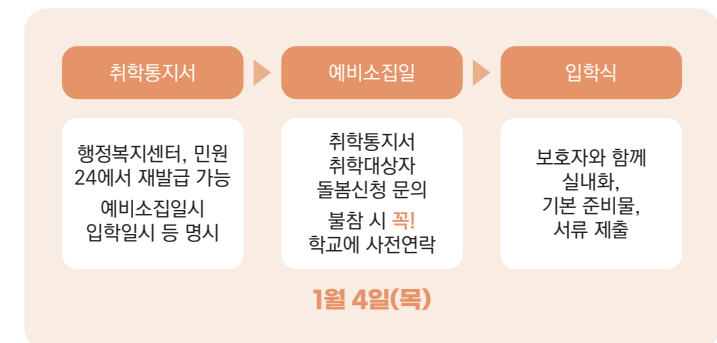 취학통지서
예비소집일
입학식
행정복지센터, 민원
24에서 재발급 가능
예비소집일시
입학일시 등 명시
취학통지서
취학대상자
돌봄신청 문의
불참 시 꼭!
학교에 사전연락
보호자와 함께
실내화,
기본 준비물,
서류 제출
1월 4일(목)